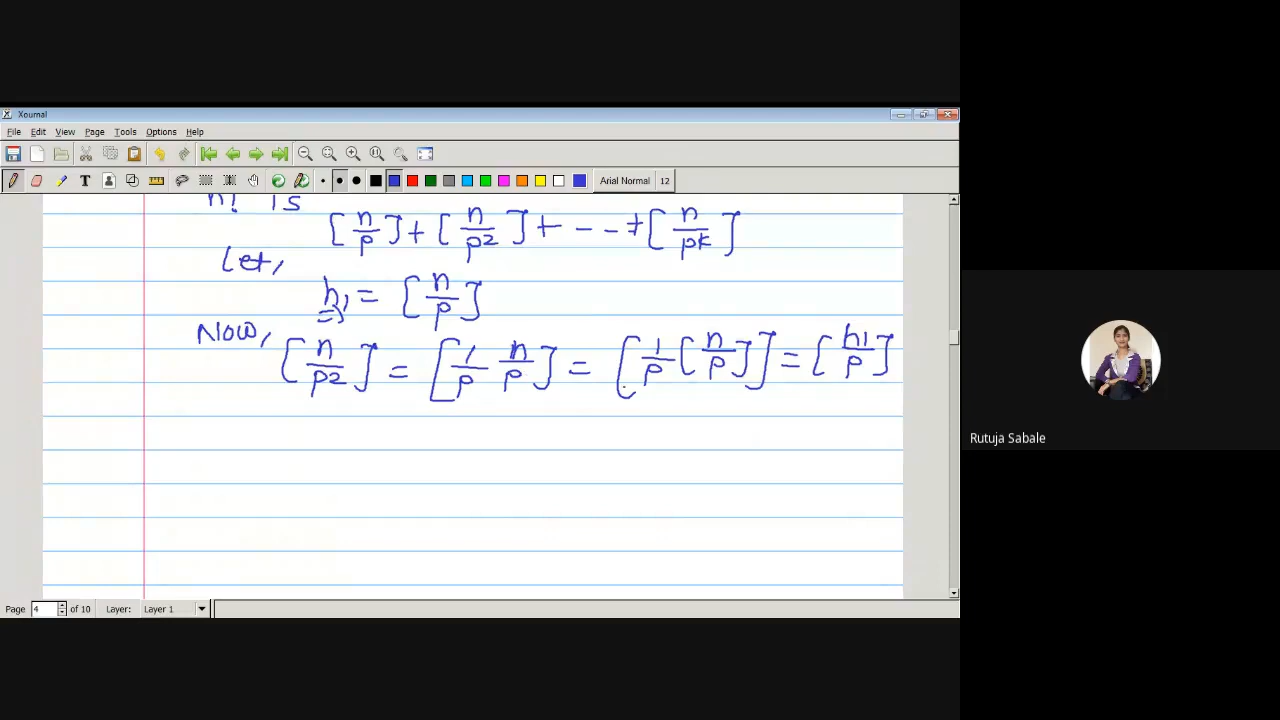 Xournal
File Edit View Page Tools Options Help
Arial Normal 12
n! is
[n/p] + [n/p²] + - - + [n/pᵏ]
Let,
n₁ = [n/p]
Now,
[n/p²] = [1/p n/p] = [1/p [n/p]] = [n₁/p]
Rutuja Sabale
Page 4 of 10 Layer: Layer 1